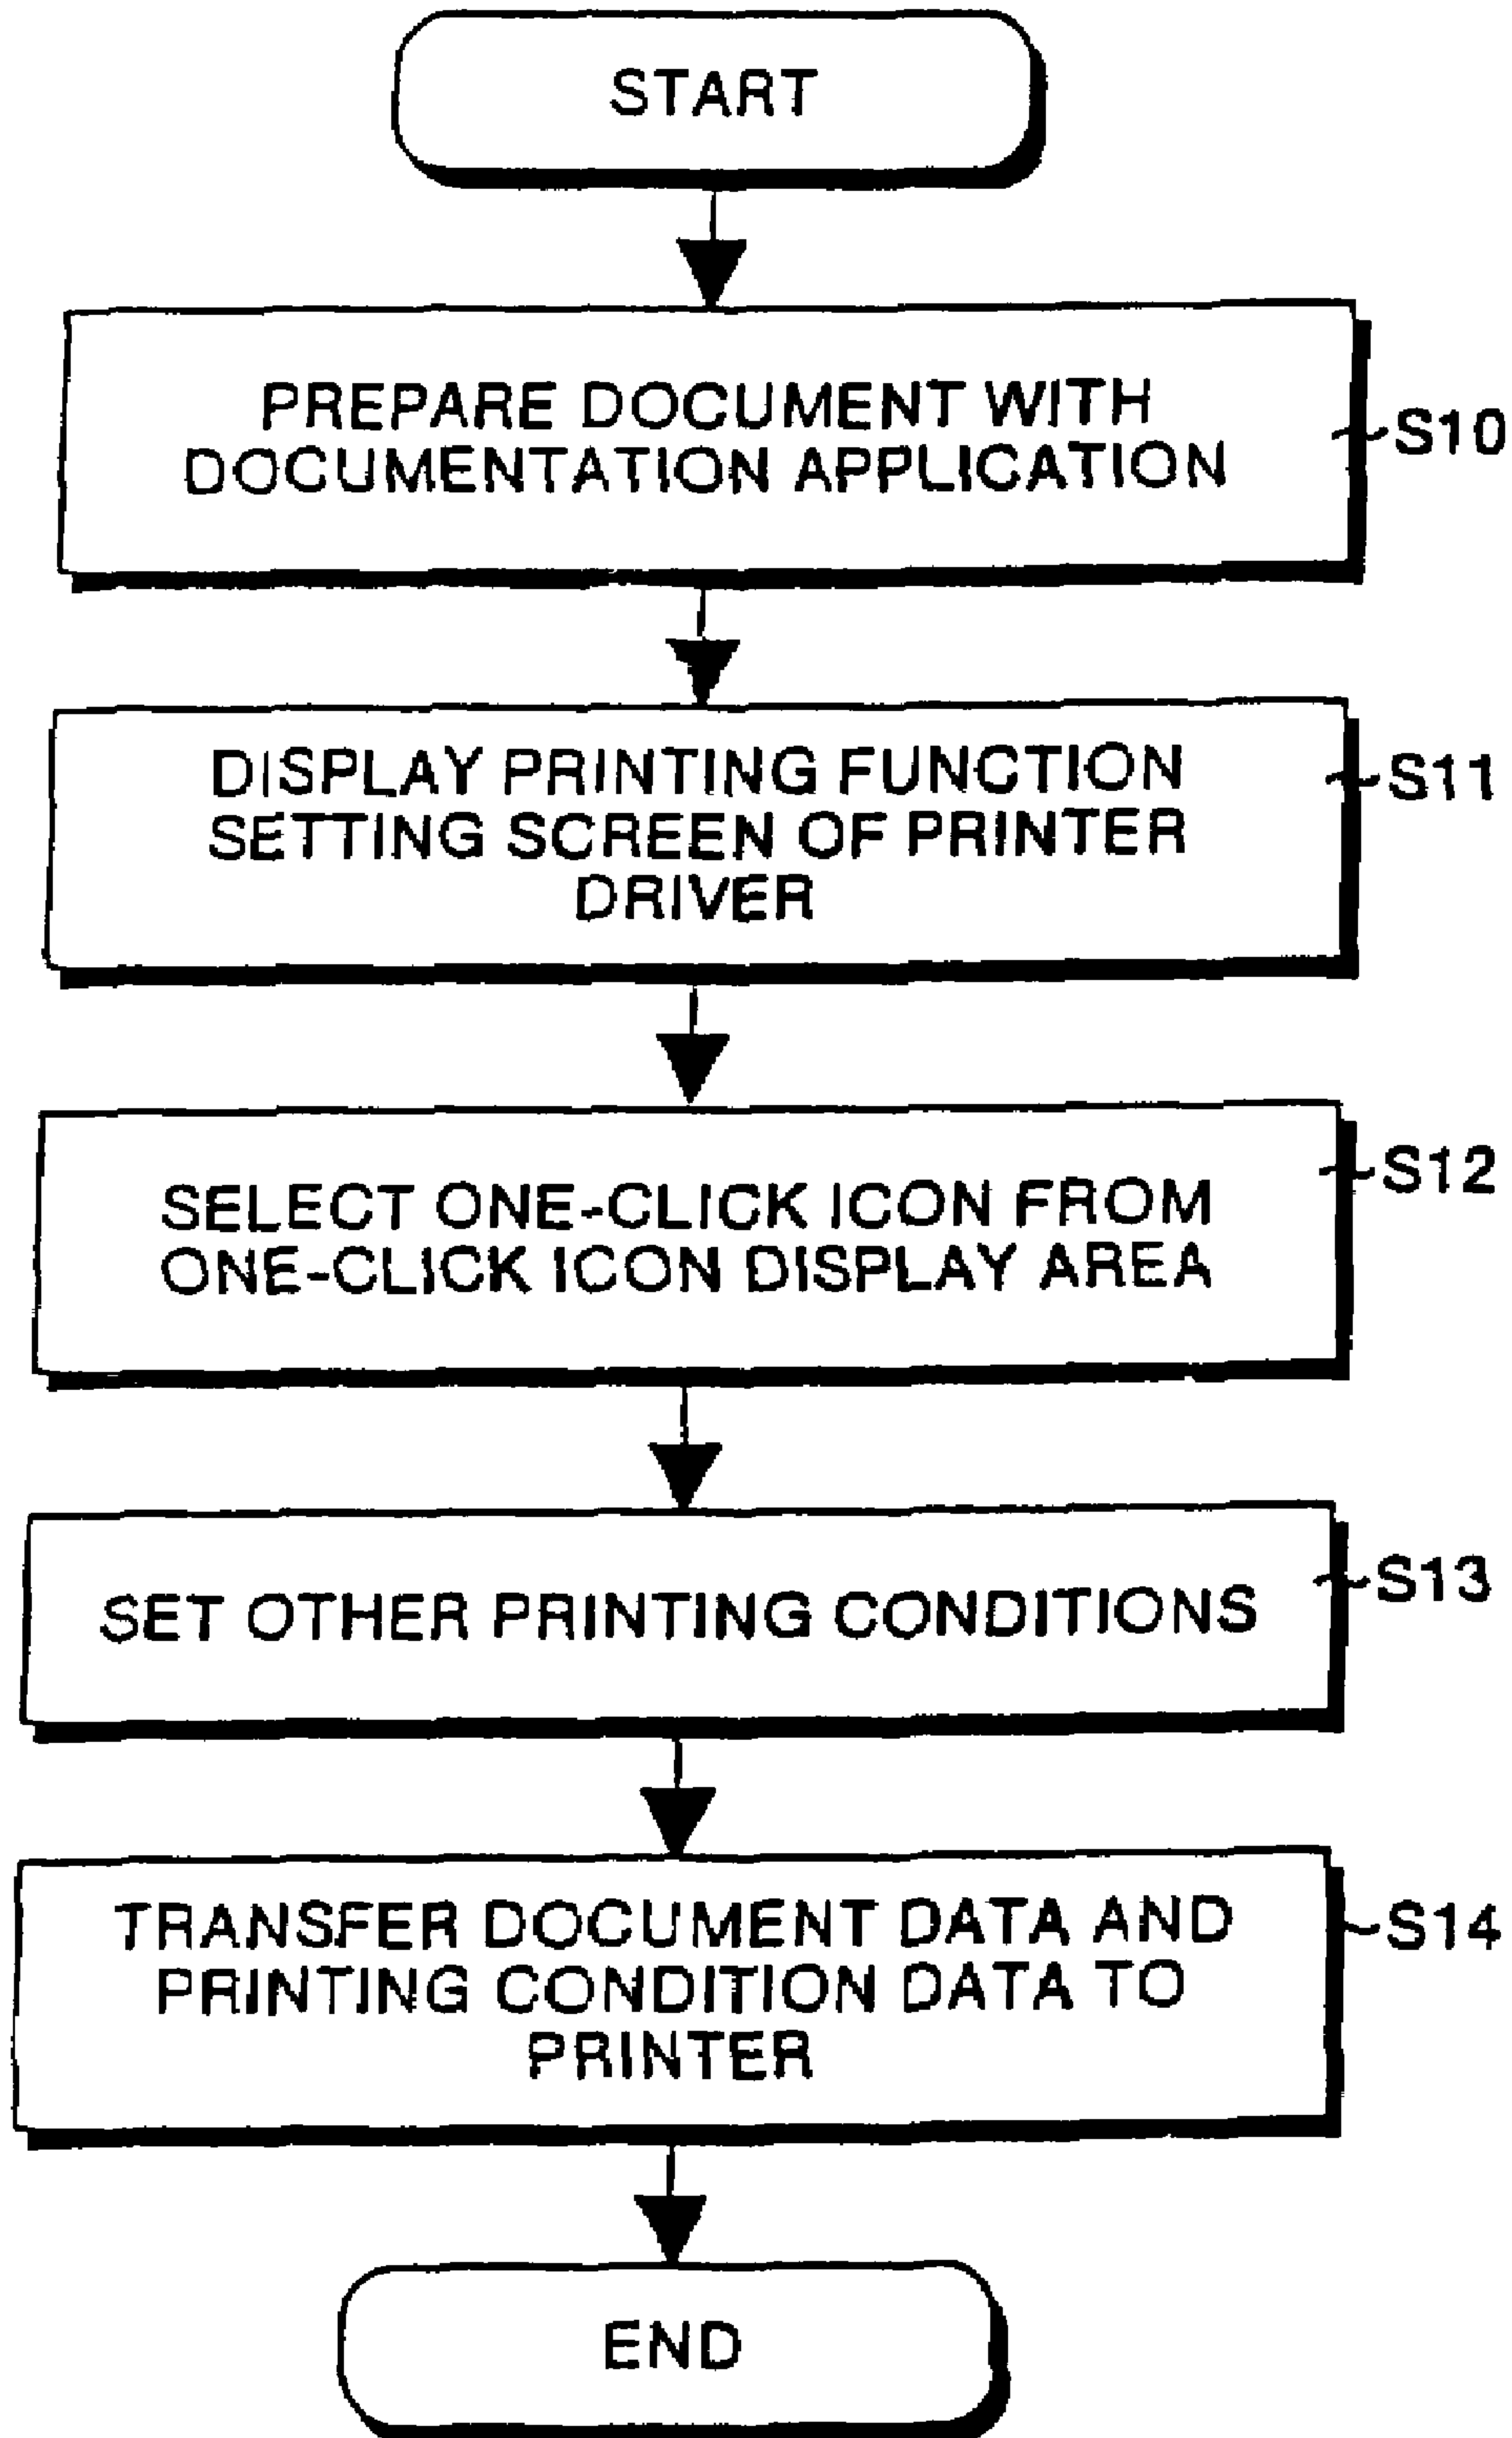 START
PREPARE DOCUMENT WITH
DOCUMENTATION APPLICATION
S10
DISPLAY PRINTING FUNCTION
SETTING SCREEN OF PRINTER
DRIVER
S11
SELECT ONE-CLICK ICON FROM
ONE-CLICK ICON DISPLAY AREA
S12
SET OTHER PRINTING CONDITIONS
S13
TRANSFER DOCUMENT DATA AND
PRINTING CONDITION DATA TO
PRINTER
S14
END